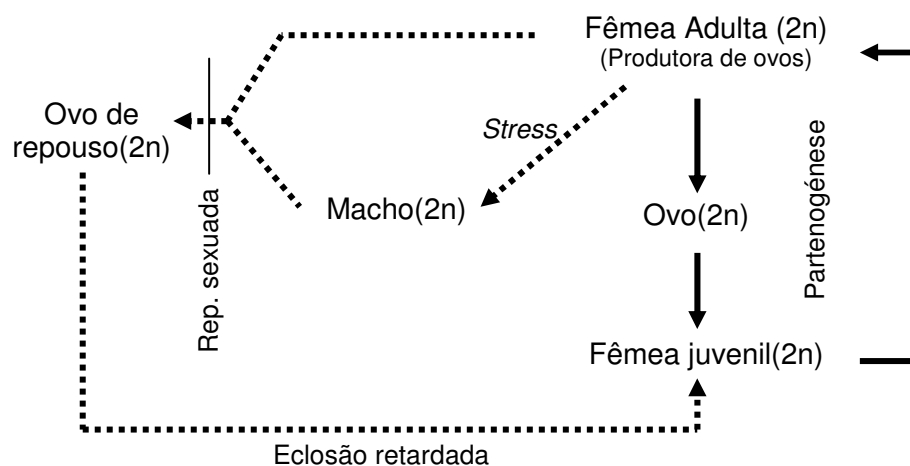 Fêmea Adulta (2n)
(Produtora de ovos)
Ovo de
repouso(2n)
Stress
Rep. sexuada
Macho(2n)
Ovo(2n)
Partenogénese
Fêmea juvenil(2n)
Eclosão retardada